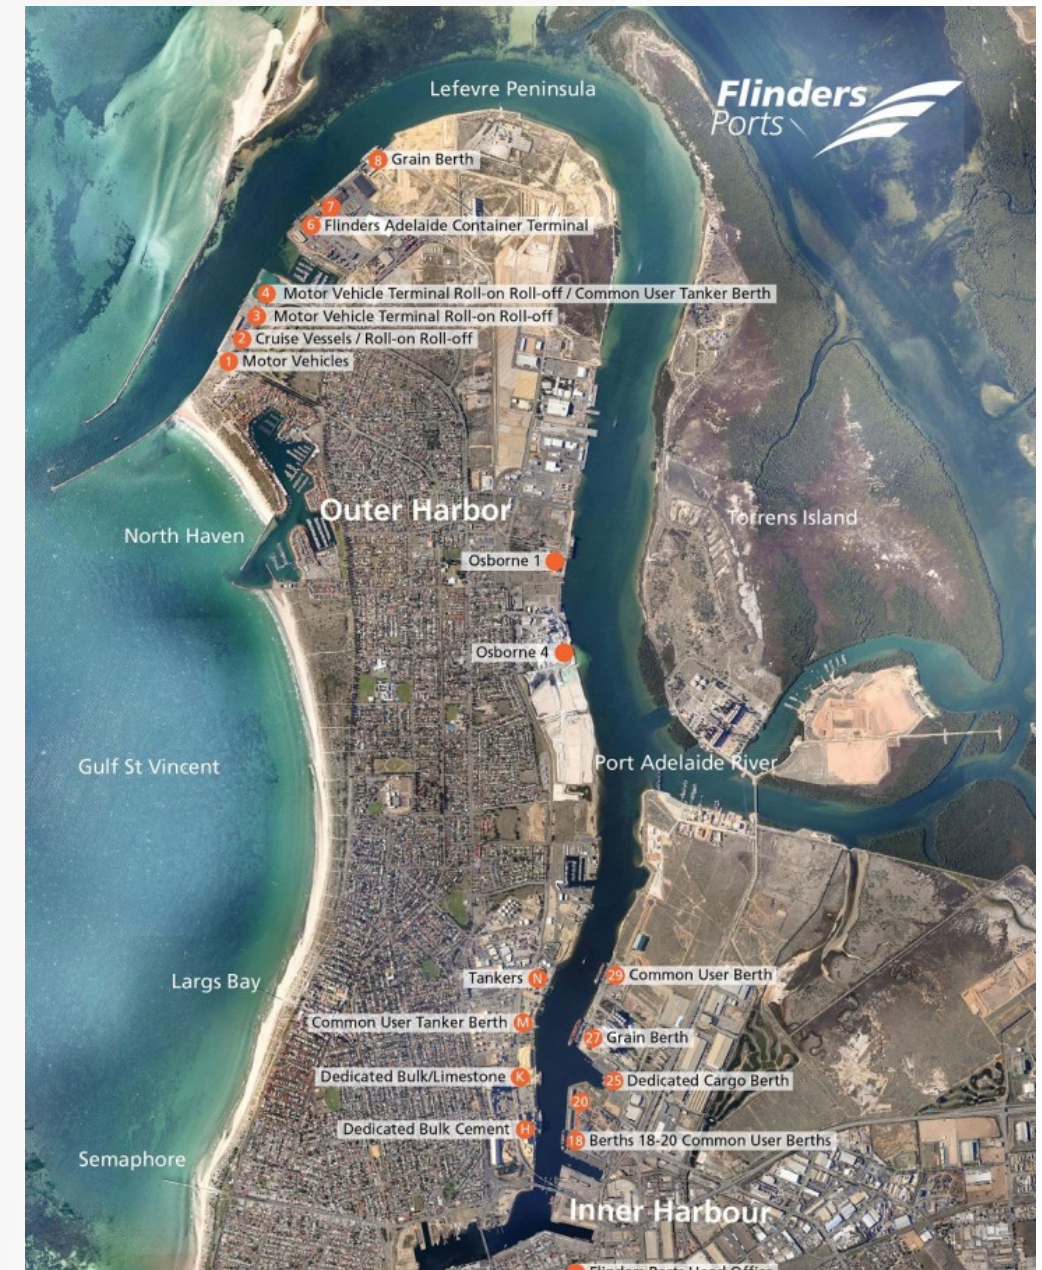 Lefevre Peninsula
Flinders
Ports
8 Grain Berth
7
6 Flinders Adelaide Container Terminal
4 Motor Vehicle Terminal Roll-on Roll-off / Common User Tanker Berth
3 Motor Vehicle Terminal Roll-on Roll-off
2 Cruise Vessels / Roll-on Roll-off
1 Motor Vehicles
Outer Harbor
Torrens Island
North Haven
Osborne 1
Osborne 4
Gulf St Vincent
Port Adelaide River
Largs Bay
Tankers N
29 Common User Berth
Common User Tanker Berth M
27 Grain Berth
Dedicated Bulk/Limestone K
25 Dedicated Cargo Berth
20
Dedicated Bulk Cement H
18 Berths 18-20 Common User Berths
Semaphore
Inner Harbour
Flinders Ports Head Office